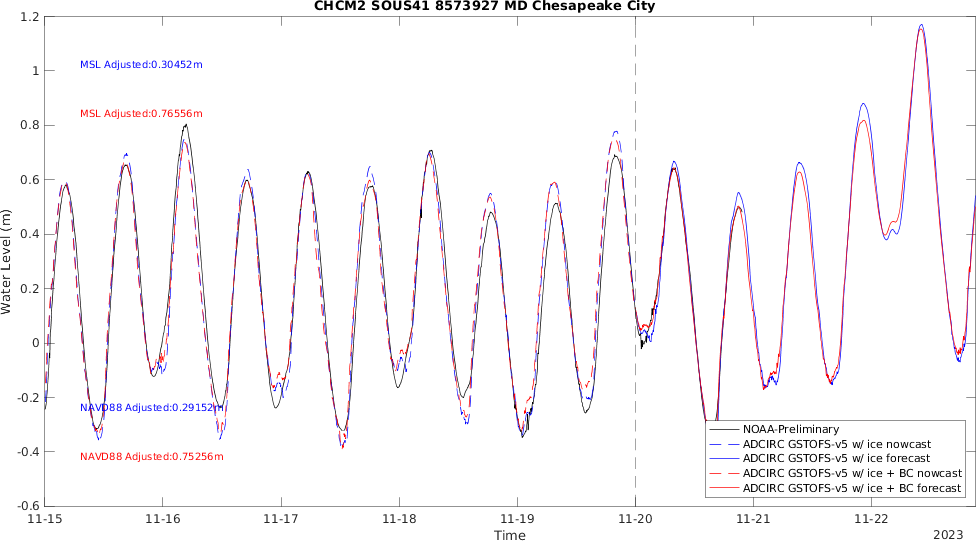 CHCM2 SOUS41 8573927 MD Chesapeake City
Water Level (m)
1.2
1
0.8
0.6
0.4
0.2
0
-0.2
-0.4
-0.6
MSL Adjusted:0.30452m
MSL Adjusted:0.76556m
NAVD88 Adjusted:0.29152m
NAVD88 Adjusted:0.75256m
NOAA-Preliminary
ADCIRC GSTOFS-v5 w/ ice nowcast
ADCIRC GSTOFS-v5 w/ ice forecast
ADCIRC GSTOFS-v5 w/ ice + BC nowcast
ADCIRC GSTOFS-v5 w/ ice + BC forecast
11-15 11-16 11-17 11-18 11-19 11-20 11-21 11-22
Time
2023